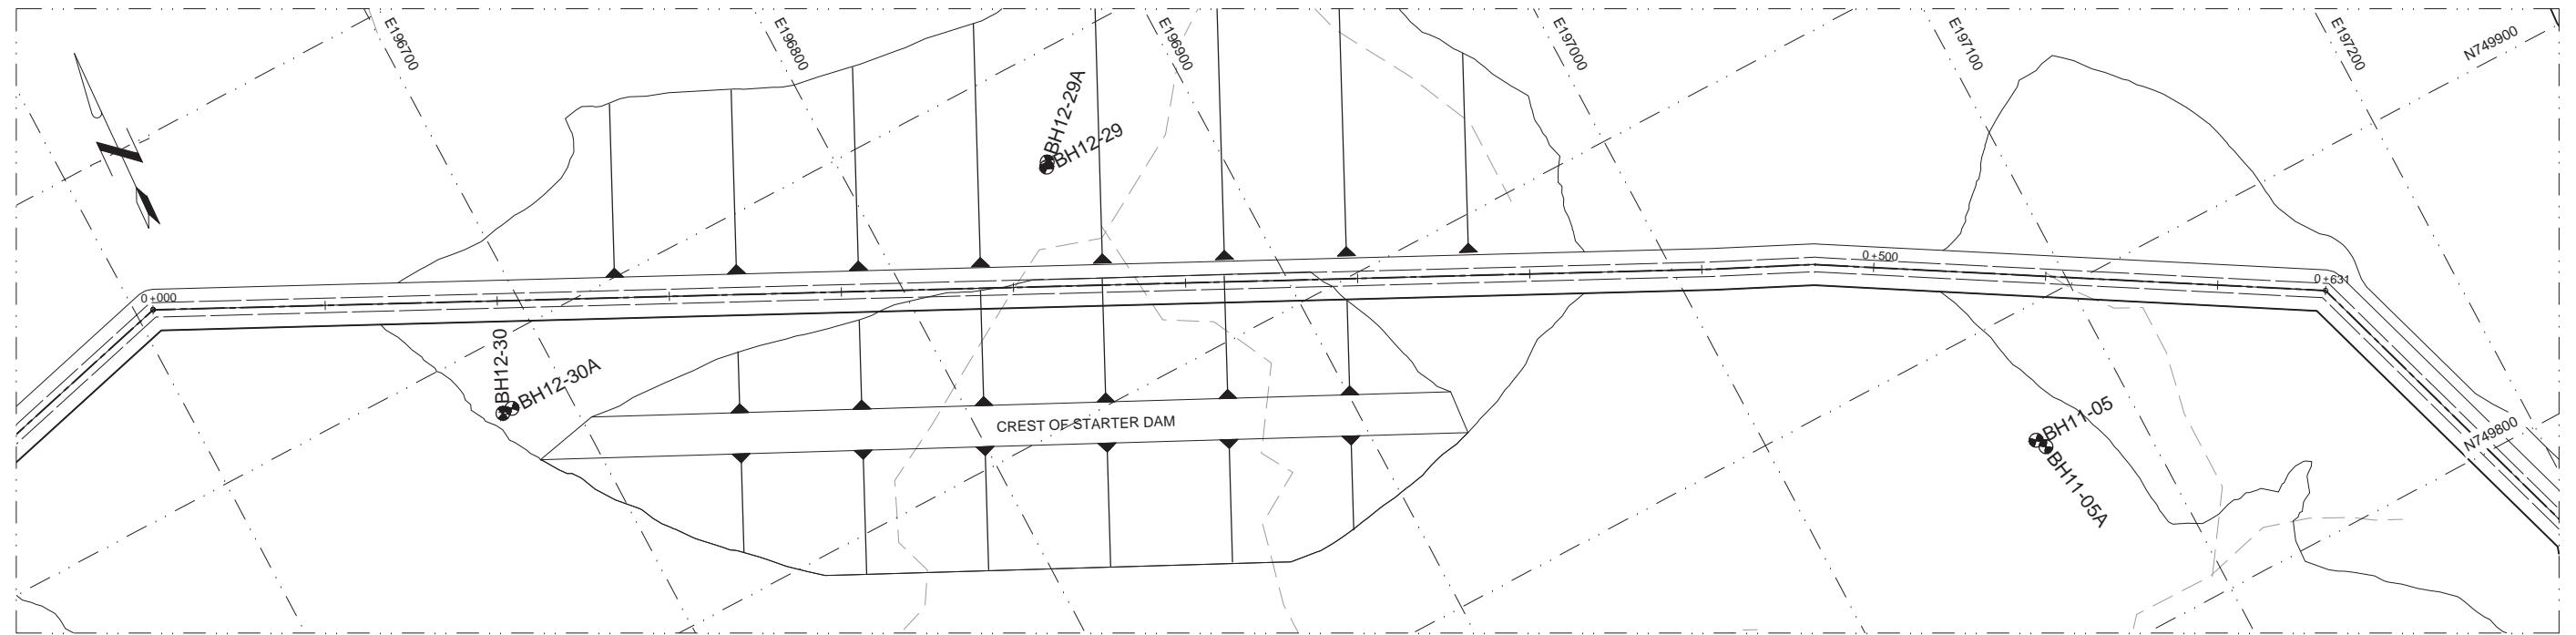 E196700
E196800
E196900
E197000
E197100
E197200
N749900
BH12-29A
BH12-29
0+500
0+000
0+631
BH12-30
BH12-30A
CREST OF STARTER DAM
BH11-05
BH11-05A
N749800